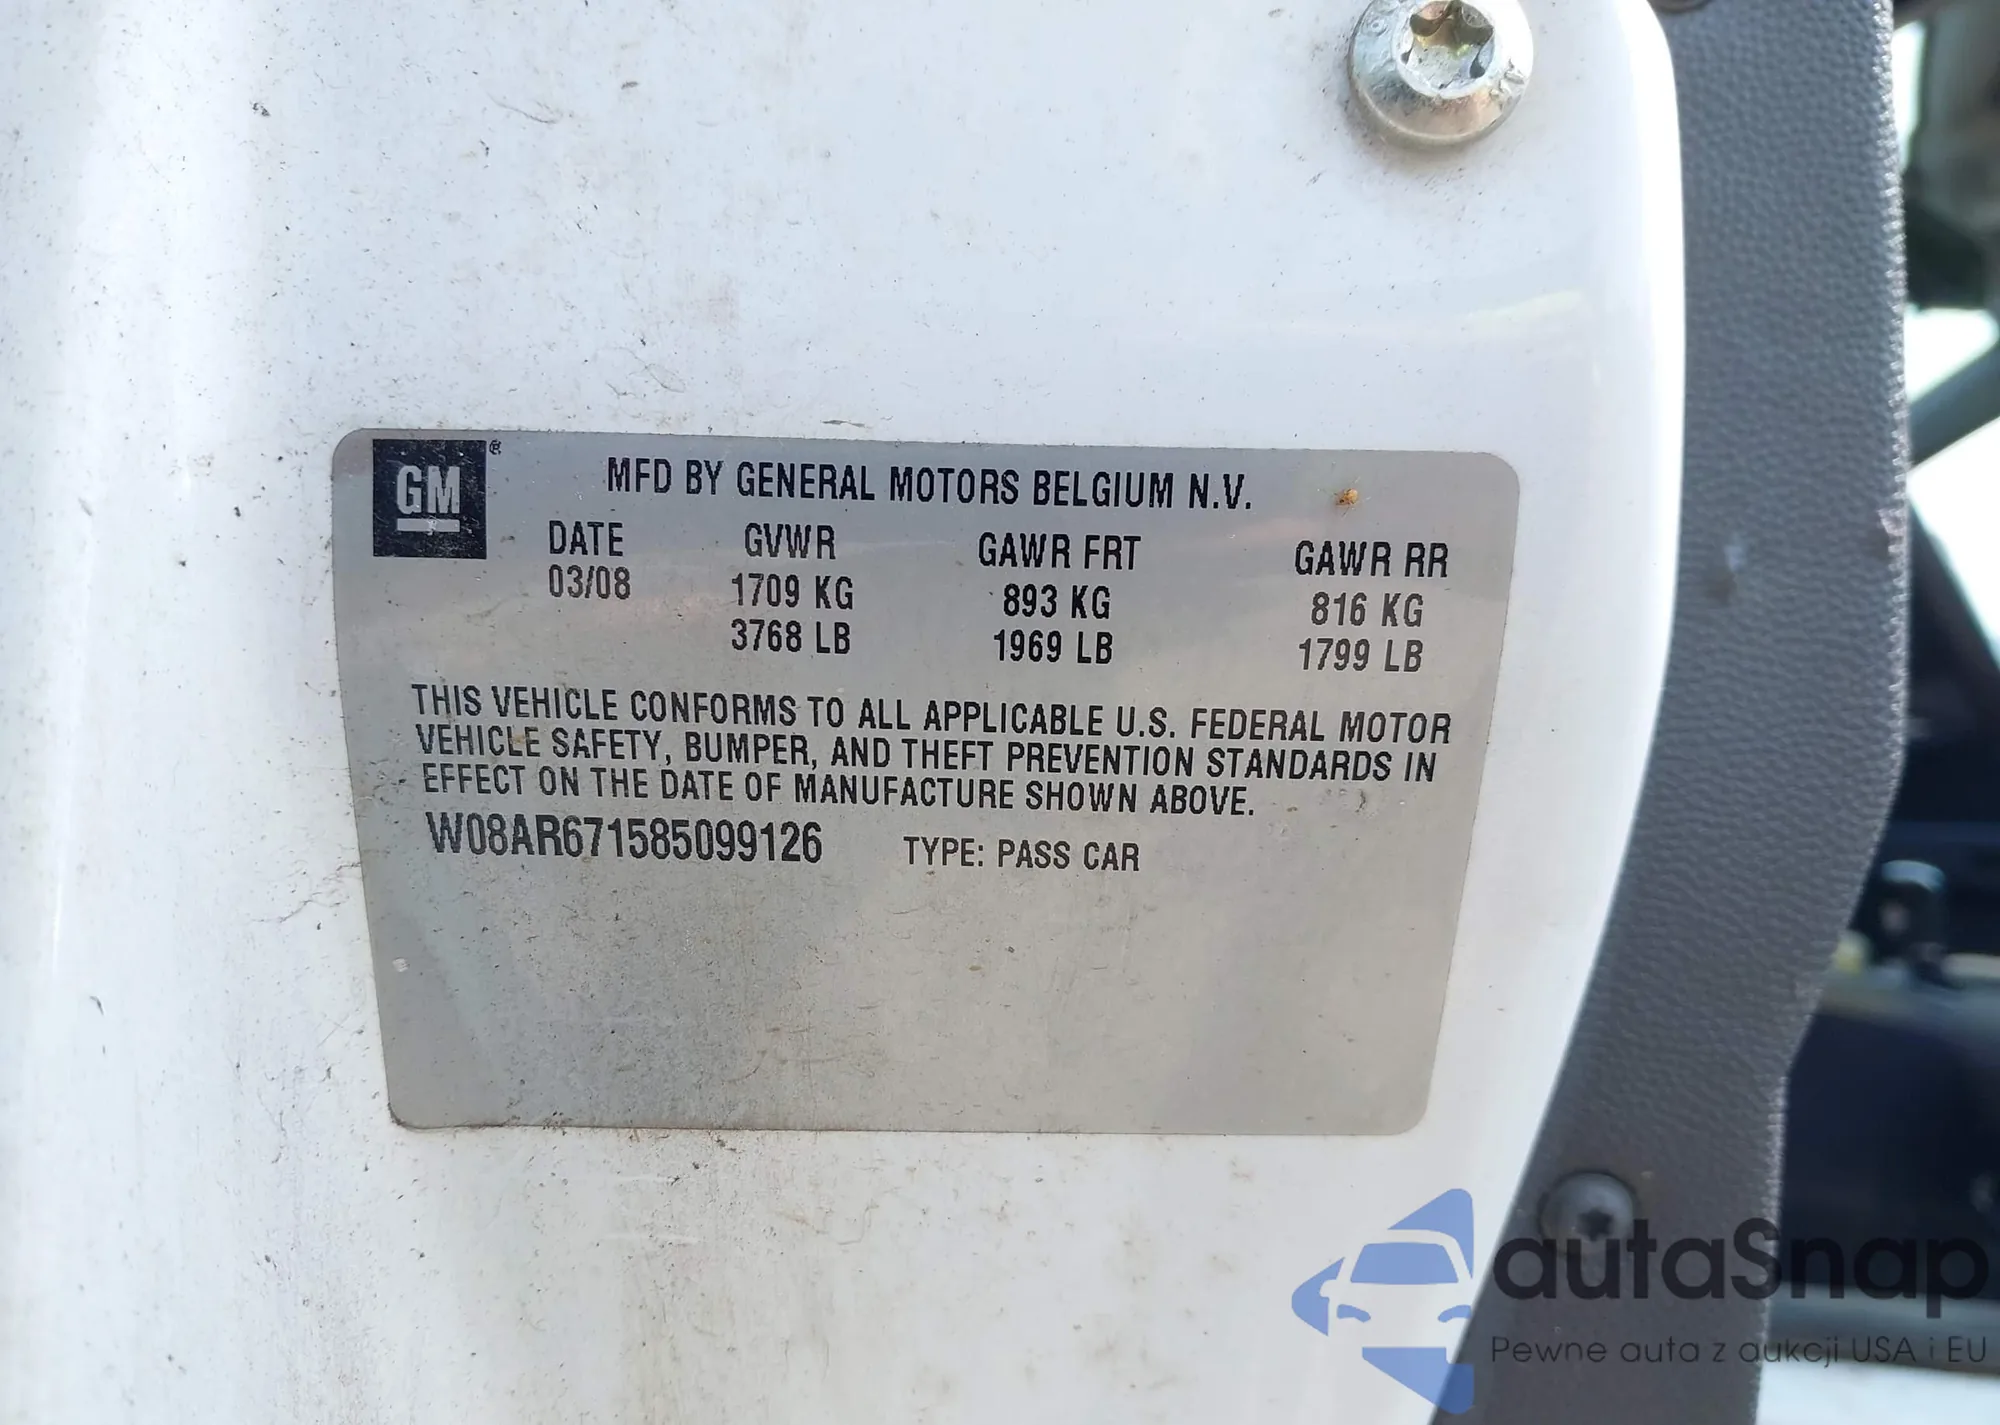 GM®
MFD BY GENERAL MOTORS BELGIUM N.V.
DATE GVWR GAWR FRT GAWR RR
03/08 1709 KG 893 KG 816 KG
3768 LB 1969 LB 1799 LB
THIS VEHICLE CONFORMS TO ALL APPLICABLE U.S. FEDERAL MOTOR
VEHICLE SAFETY, BUMPER, AND THEFT PREVENTION STANDARDS IN
EFFECT ON THE DATE OF MANUFACTURE SHOWN ABOVE.
W08AR671585099126 TYPE: PASS CAR
autaSnap
Pewne auta z aukcji USA i EU